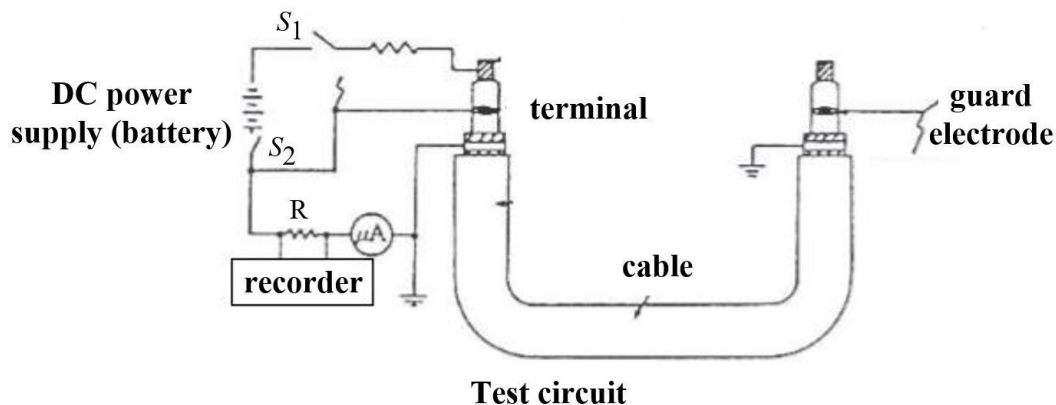 S1
DC power
supply (battery)
S2
terminal
guard
electrode
R
μA
recorder
cable
Test circuit